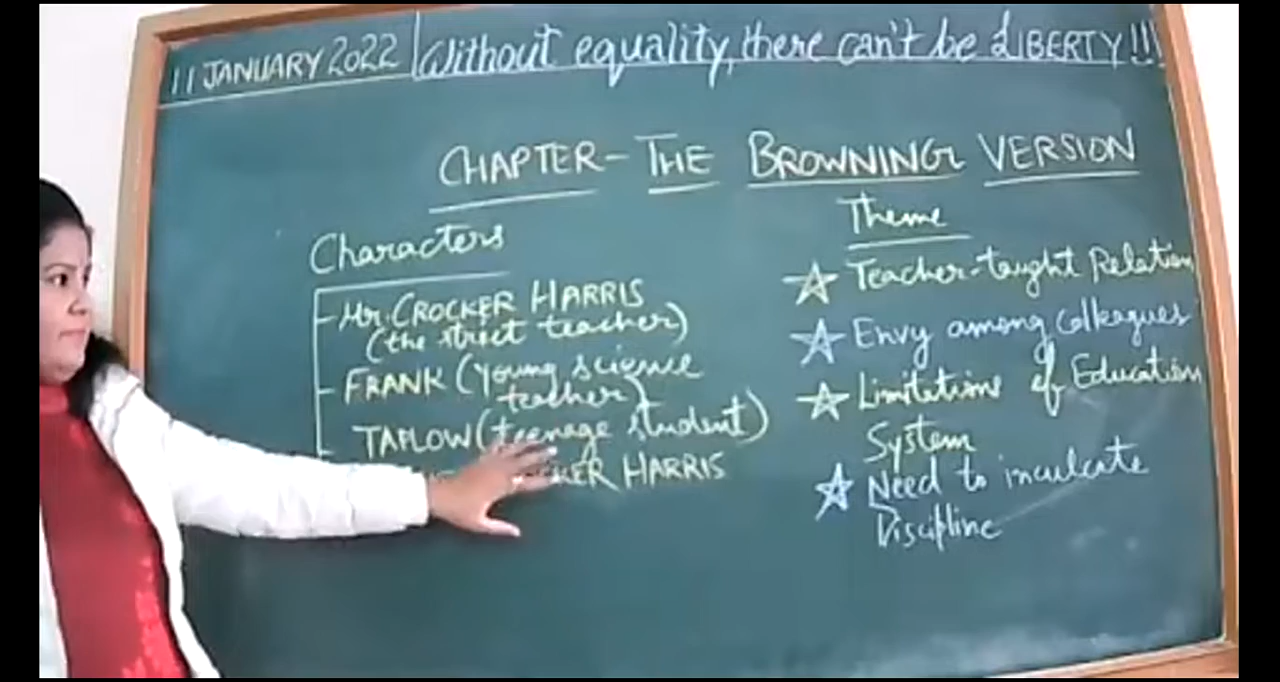 11 JANUARY 2022 Without equality, there can't be LIBERTY!!!
CHAPTER - THE BROWNING VERSION
Characters
Mr. CROCKER HARRIS
(the strict teacher)
FRANK (young science
teacher)
TAPLOW (teenage student)
HARRIS
Theme
☆ Teacher-taught Relation
☆ Envy among colleagues
☆ Limitations of Education
System
☆ Need to inculcate
Discipline